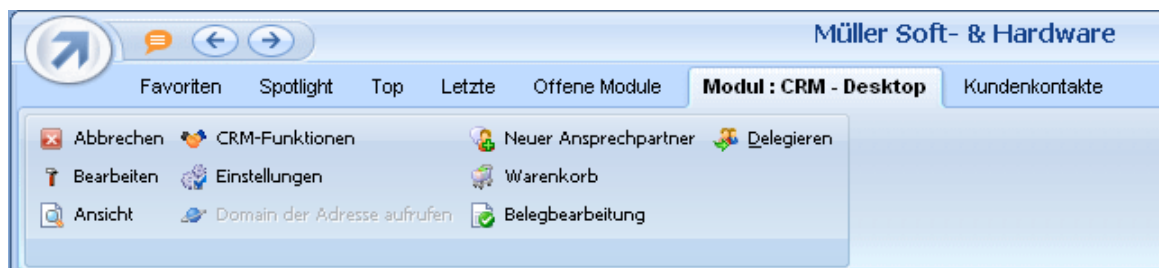 Müller Soft- & Hardware
Favoriten Spotlight Top Letzte Offene Module Modul : CRM - Desktop Kundenkontakte
Abbrechen CRM-Funktionen Neuer Ansprechpartner Delegieren
Bearbeiten Einstellungen Warenkorb
Ansicht Domain der Adresse aufrufen Belegbearbeitung